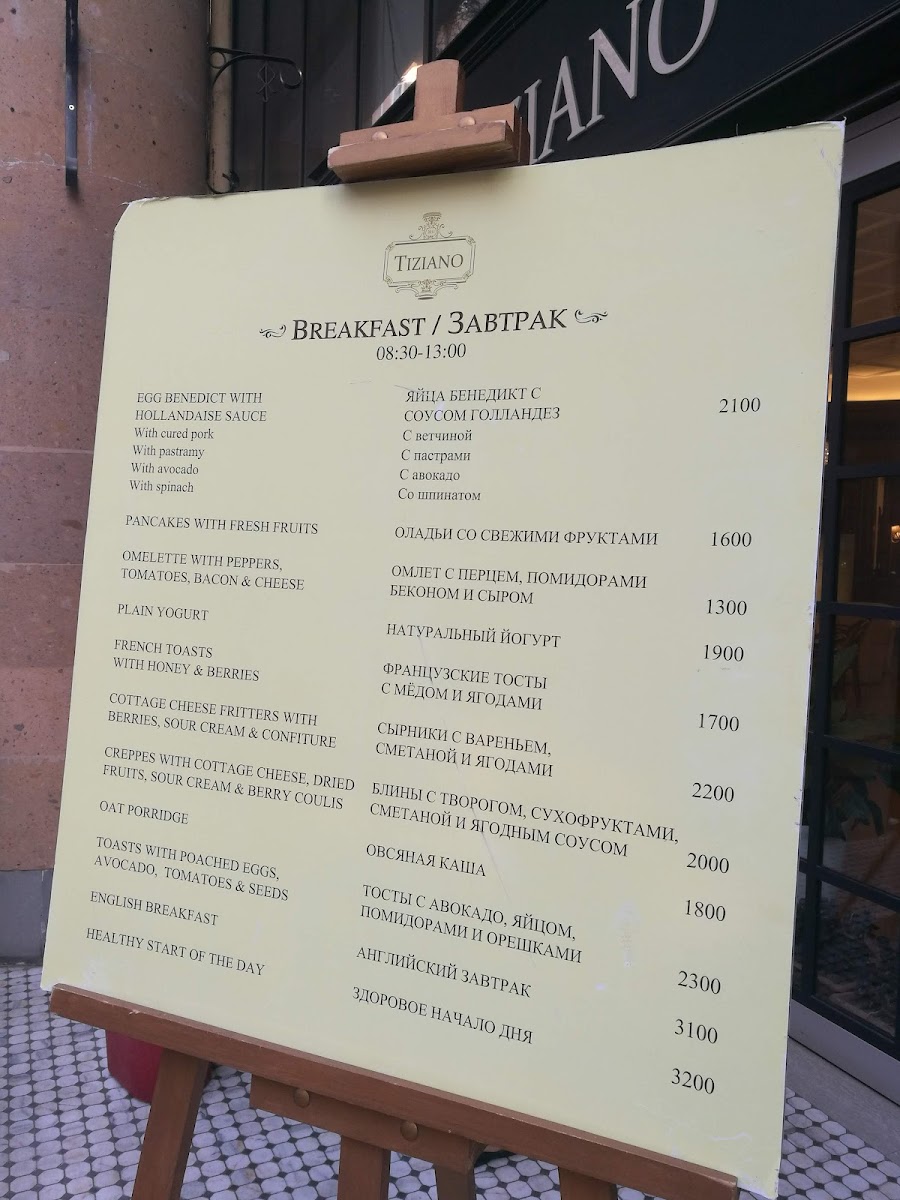 TIZIANO
TIZIANO
BREAKFAST / ЗАВТРАК
08:30-13:00
EGG BENEDICT WITH
HOLLANDAISE SAUCE
With cured pork
With pastramy
With avocado
With spinach
ЯЙЦА БЕНЕДИКТ С
СОУСОМ ГОЛЛАНДЕЗ
С ветчиной
С пастрами
С авокадо
Со шпинатом
2100
PANCAKES WITH FRESH FRUITS
ОЛАДЬИ СО СВЕЖИМИ ФРУКТАМИ
1600
OMELETTE WITH PEPPERS,
TOMATOES, BACON & CHEESE
ОМЛЕТ С ПЕРЦЕМ, ПОМИДОРАМИ
БЕКОНОМ И СЫРОМ
1300
PLAIN YOGURT
НАТУРАЛЬНЫЙ ЙОГУРТ
1900
FRENCH TOASTS
WITH HONEY & BERRIES
ФРАНЦУЗСКИЕ ТОСТЫ
С МЁДОМ И ЯГОДАМИ
1700
COTTAGE CHEESE FRITTERS WITH
BERRIES, SOUR CREAM & CONFITURE
СЫРНИКИ С ВАРЕНЬЕМ,
СМЕТАНОЙ И ЯГОДАМИ
2200
CREPPES WITH COTTAGE CHEESE, DRIED
FRUITS, SOUR CREAM & BERRY COULIS
БЛИНЫ С ТВОРОГОМ, СУХОФРУКТАМИ,
СМЕТАНОЙ И ЯГОДНЫМ СОУСОМ
2000
OAT PORRIDGE
ОВСЯНАЯ КАША
1800
TOASTS WITH POACHED EGGS,
AVOCADO, TOMATOES & SEEDS
ТОСТЫ С АВОКАДО, ЯЙЦОМ,
ПОМИДОРАМИ И ОРЕШКАМИ
2300
ENGLISH BREAKFAST
АНГЛИЙСКИЙ ЗАВТРАК
3100
HEALTHY START OF THE DAY
ЗДОРОВОЕ НАЧАЛО ДНЯ
3200